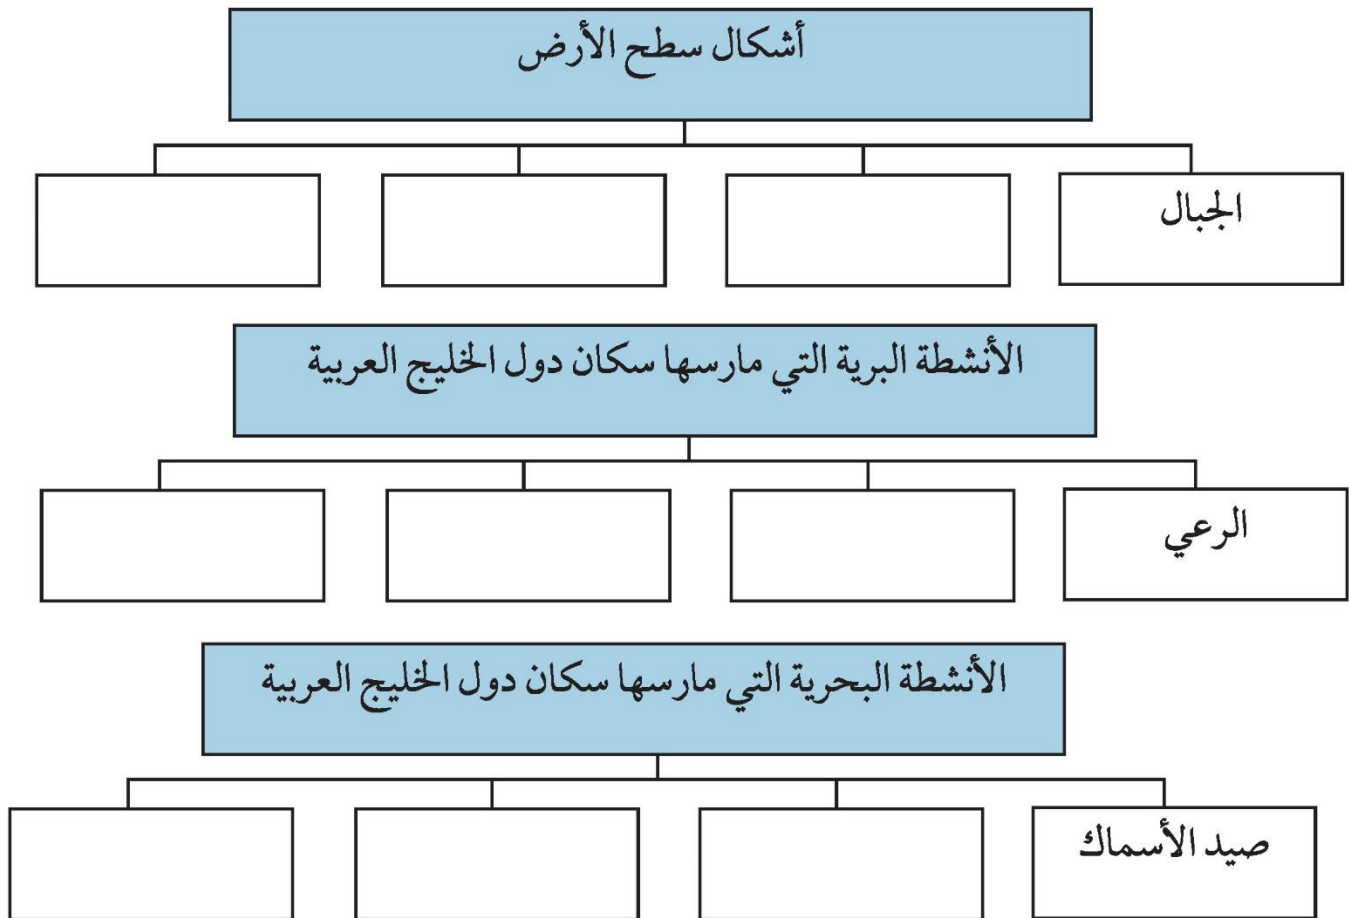 أشكال سطح الأرض
الجبال
الأنشطة البرية التي مارسها سكان دول الخليج العربية
الرعي
الأنشطة البحرية التي مارسها سكان دول الخليج العربية
صيد الأسماك